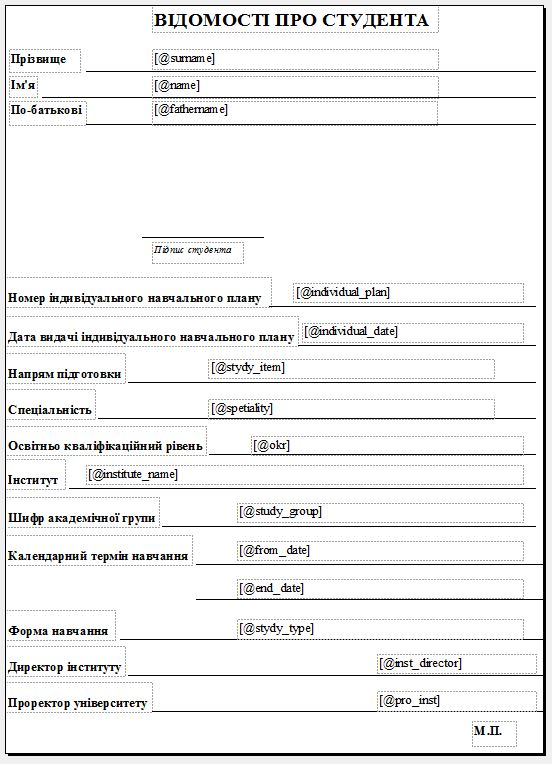 ВІДОМОСТІ ПРО СТУДЕНТА
Прізвище [@surname]
Ім'я [@name]
По-батькові [@fathername]
Підпис студента
Номер індивідуального навчального плану [@individual_plan]
Дата видачі індивідуального навчального плану [@individual_date]
Напрям підготовки [@stydy_item]
Спеціальність [@spetiality]
Освітньо кваліфікаційний рівень [@okr]
Інститут [@institute_name]
Шифр академічної групи [@study_group]
Календарний термін навчання [@from_date]
[@end_date]
Форма навчання [@stydy_type]
Директор інституту [@inst_director]
Проректор університету [@pro_inst]
М.П.